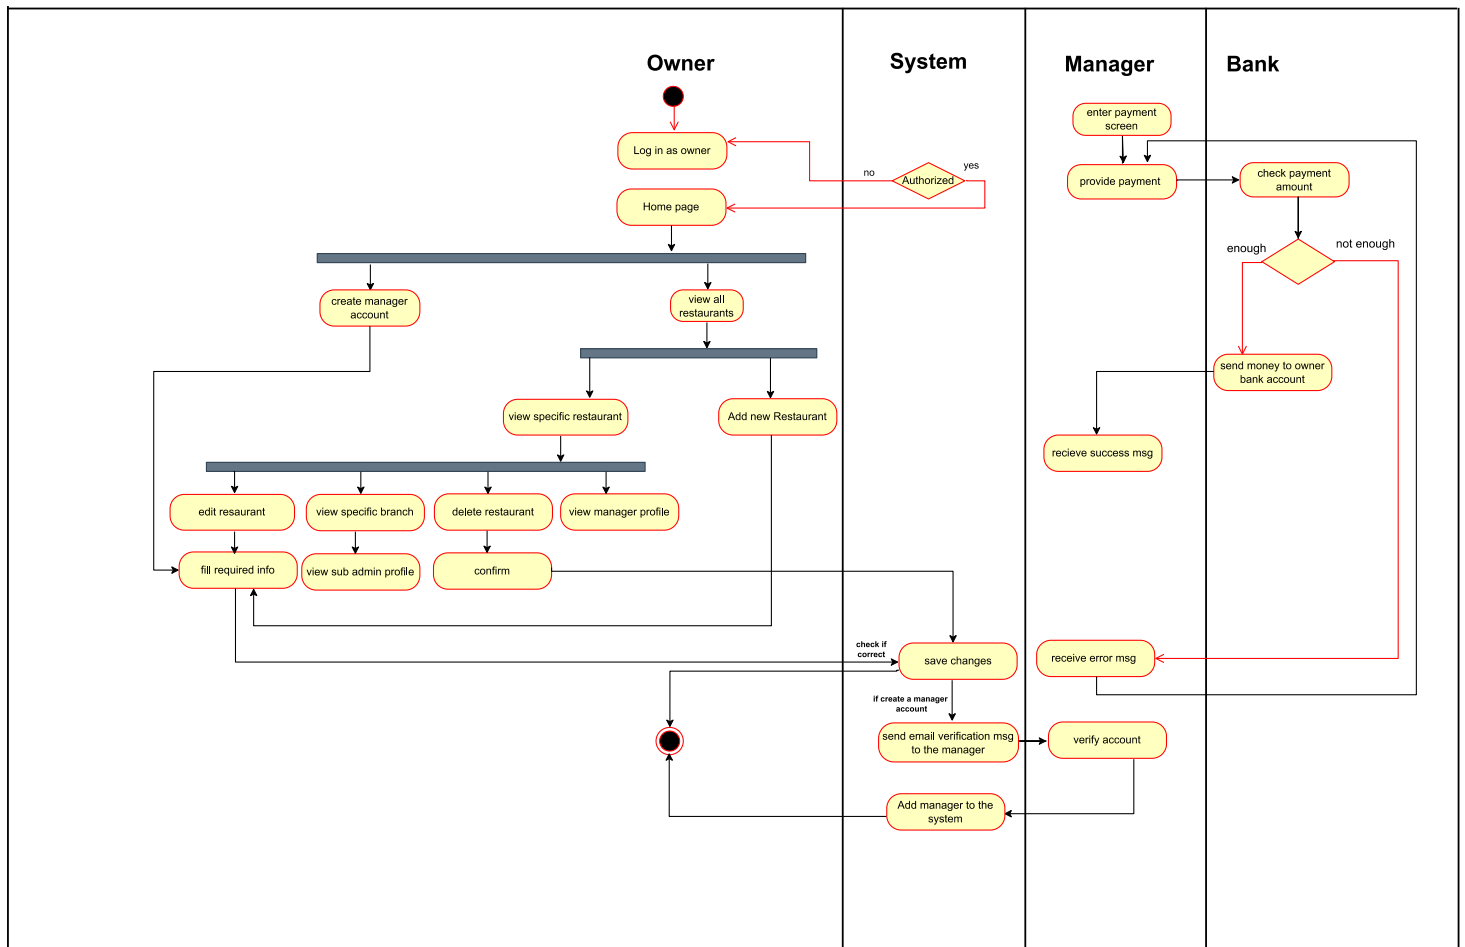 Owner
System
Manager
Bank
enter payment
screen
Log in as owner
no
yes
Authorized
provide payment
check payment
amount
Home page
enough
not enough
create manager
account
view all
restaurants
send money to owner
bank account
view specific restaurant
Add new Restaurant
recieve success msg
edit resaurant
view specific branch
delete restaurant
view manager profile
fill required info
view sub admin profile
confirm
check if
correct
save changes
receive error msg
if create a manager
account
send email verification msg
to the manager
verify account
Add manager to the
system